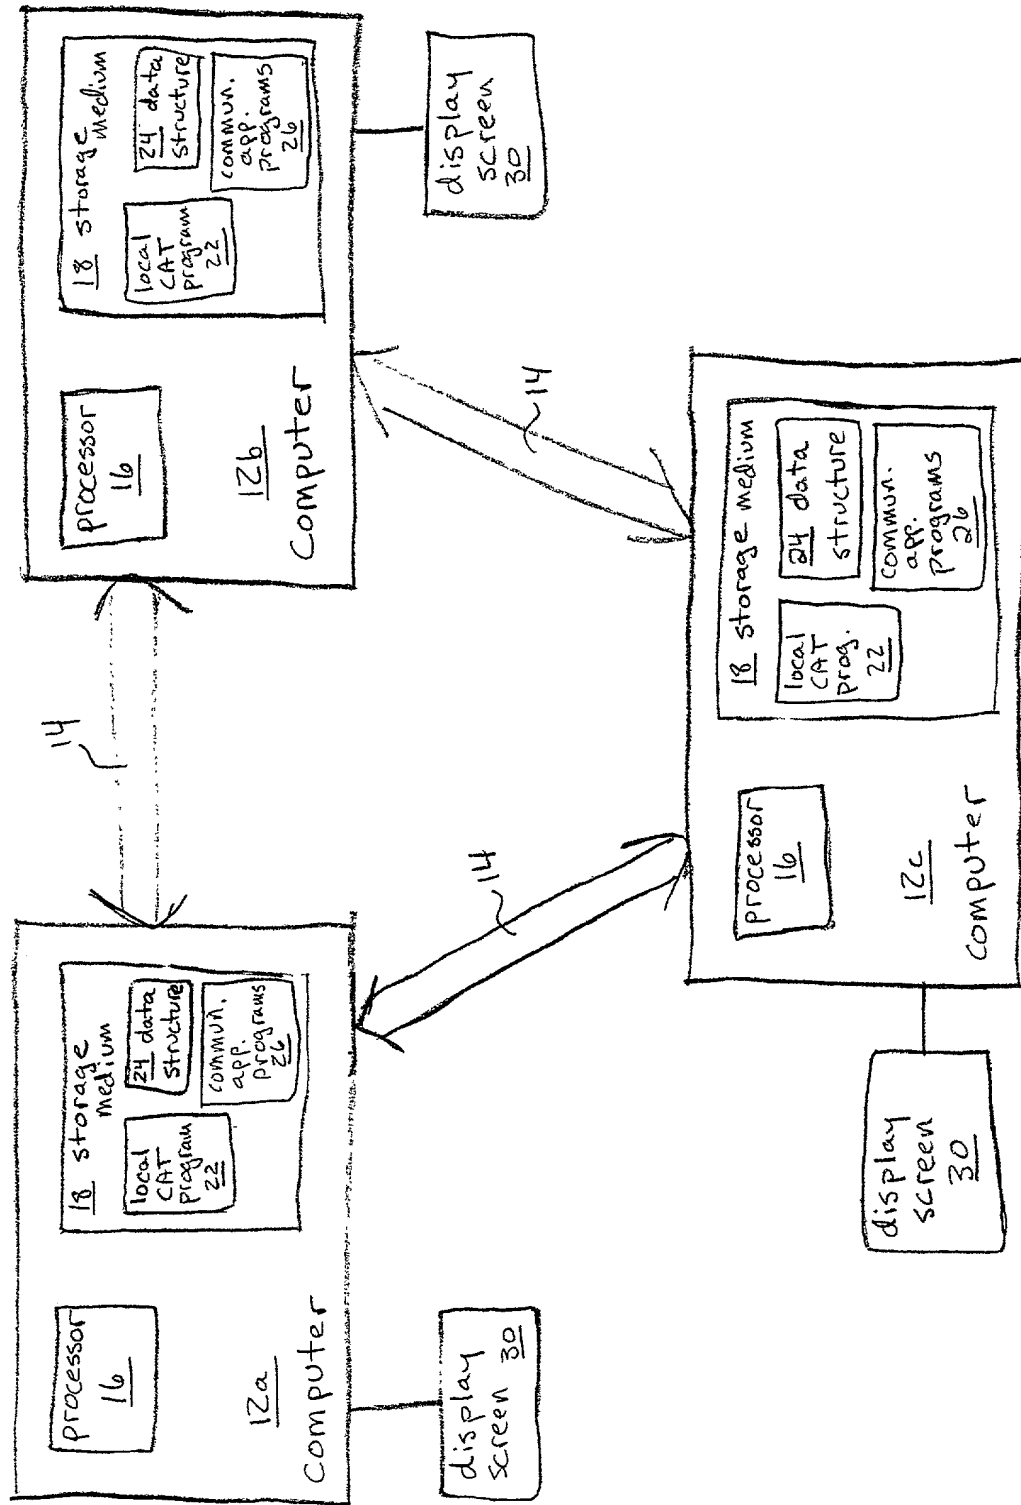 processor
16
18 storage
medium
local
CAT
program
22
24 data
structure
commun.
app.
programs
26
12a
computer
display
screen 30
14
processor
16
18 storage
medium
local
CAT
program
22
24 data
structure
commun.
app.
programs
26
12b
computer
display
screen
30
14
14
processor
16
18 storage medium
local
CAT
prog.
22
24 data
structure
commun.
app.
programs
26
12c
computer
display
screen
30